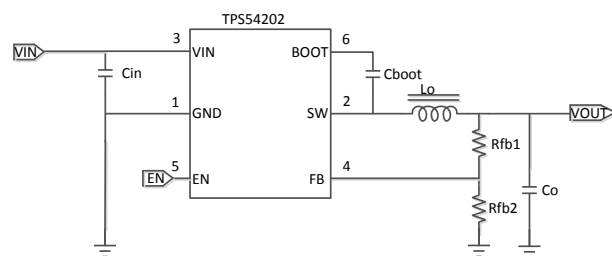 TPS54202
VIN
3
VIN
BOOT
6
Cin
Cboot
Lo
1
GND
SW
2
VOUT
Rfb1
EN
5
EN
FB
4
Rfb2
Co